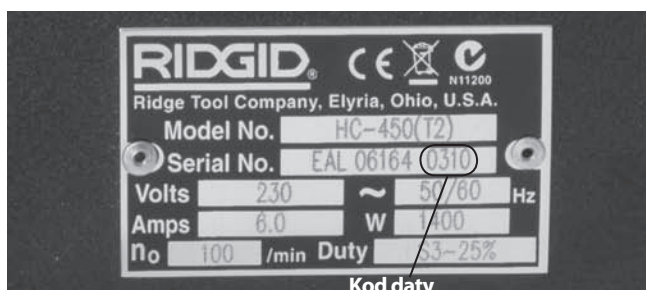 RIDGID®
N11200
Ridge Tool Company, Elyria, Ohio, U.S.A.
Model No. HC-450(T2)
Serial No. EAL 06164 0310
Volts 230 ~ 50/60 Hz
Amps 6.0 W 1400
no 100 /min Duty S3-25%
Kod daty